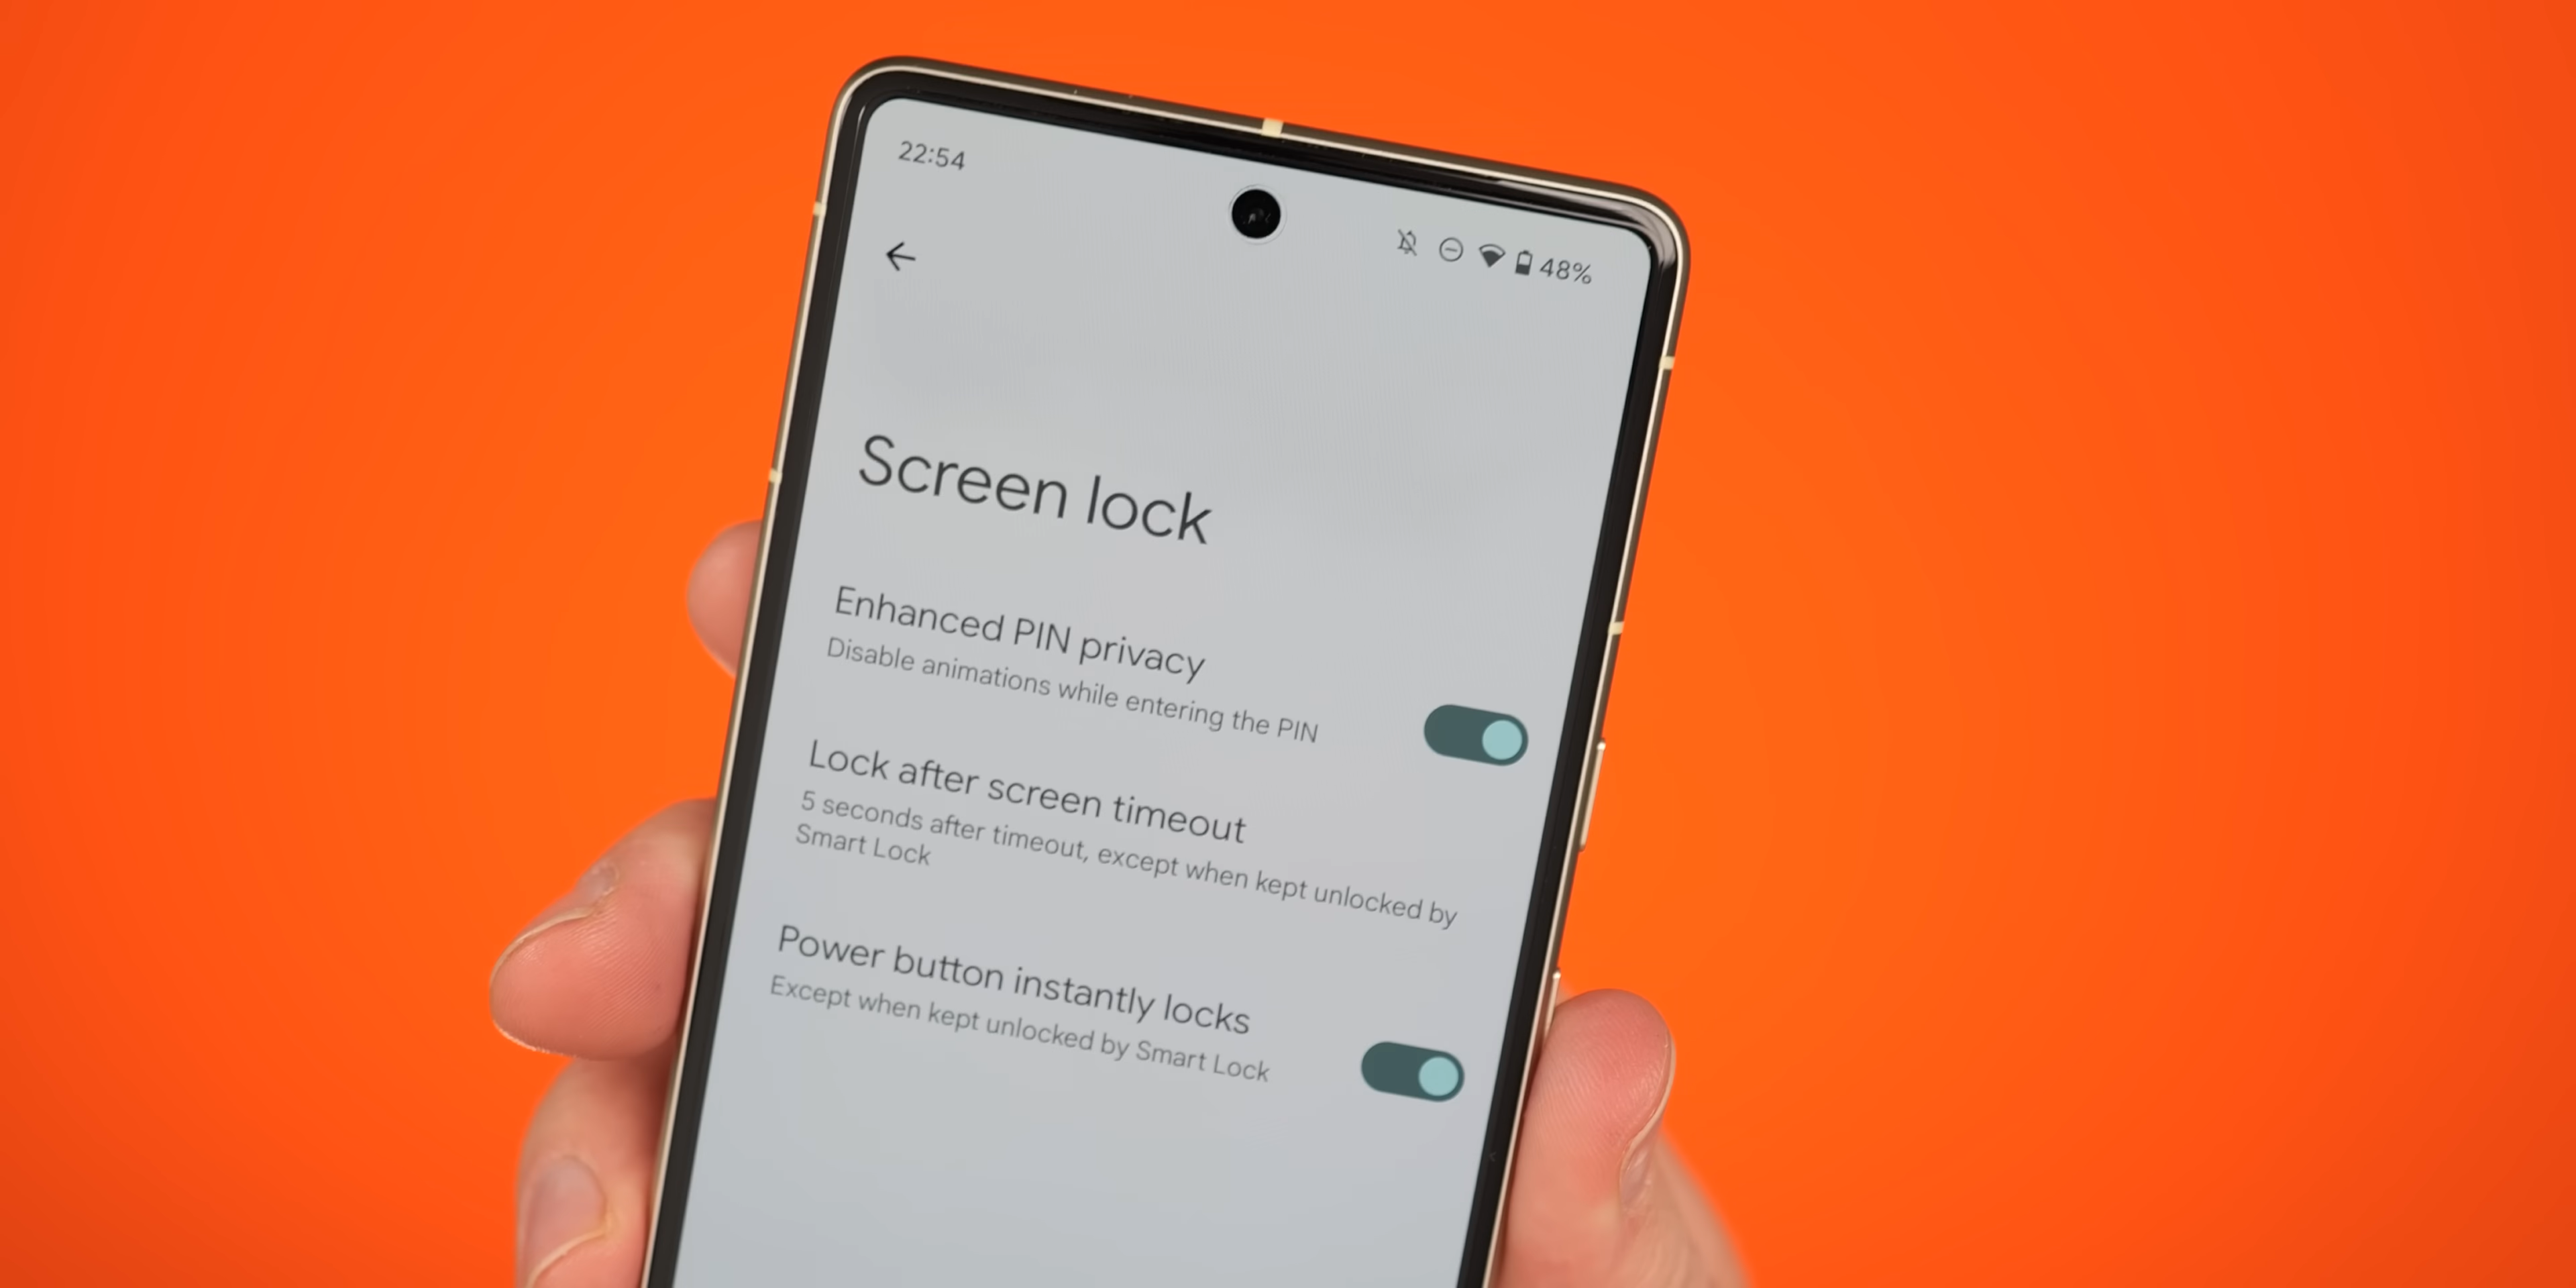 22:54
48%
Screen lock
Enhanced PIN privacy
Disable animations while entering the PIN
Lock after screen timeout
5 seconds after timeout, except when kept unlocked by
Smart Lock
Power button instantly locks
Except when kept unlocked by Smart Lock